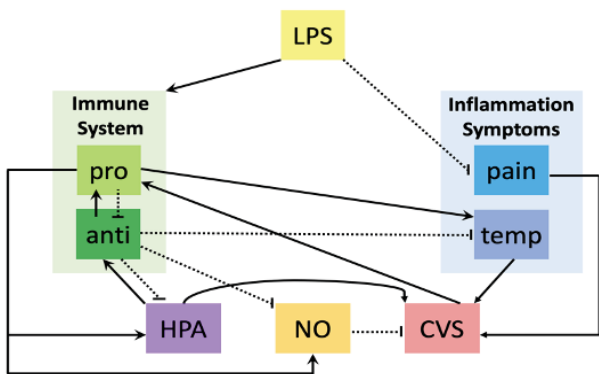 LPS
Immune
System
Inflammation
Symptoms
pro
pain
anti
temp
HPA
NO
CVS